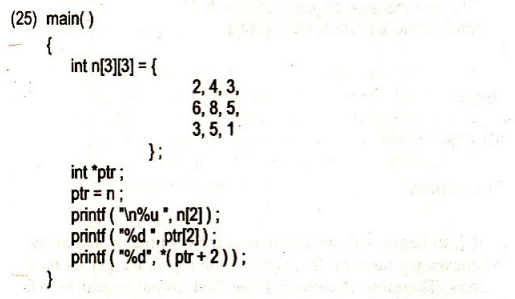 (25) main( )
{
int n[3][3] = {
2, 4, 3,
6, 8, 5,
3, 5, 1
} ;
int *ptr ;
ptr = n ;
printf ( "\n%u ", n[2] ) ;
printf ( "%d ", ptr[2] ) ;
printf ( "%d", *( ptr + 2 ) ) ;
}